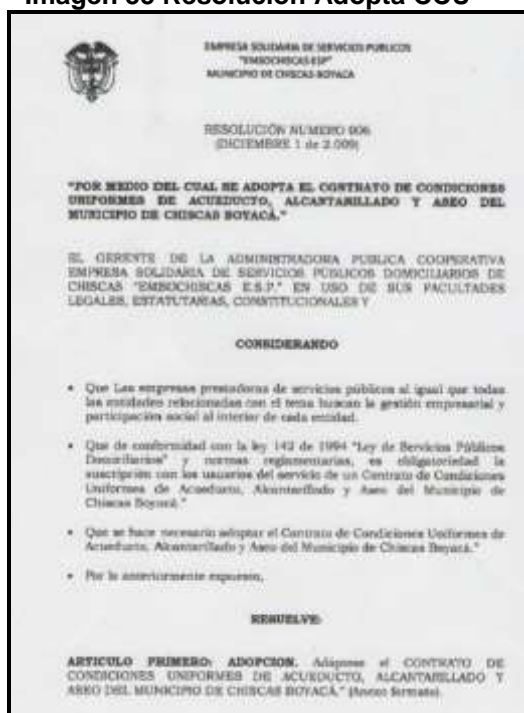 Imagen 53 Resolución Adopta CCU
EMPRESA SOLIDARIA DE SERVICIOS PUBLICOS
"EMSOCHISCAS ESP"
MUNICIPIO DE CHISCAS-BOYACA
RESOLUCIÓN NUMERO 006
(DICIEMBRE 1 de 2.009)
"POR MEDIO DEL CUAL SE ADOPTA EL CONTRATO DE CONDICIONES
UNIFORMES DE ACUEDUCTO, ALCANTARILLADO Y ASEO DEL
MUNICIPIO DE CHISCAS BOYACÁ."
EL GERENTE DE LA ADMINISTRADORA PUBLICA COOPERATIVA
EMPRESA SOLIDARIA DE SERVICIOS PÚBLICOS DOMICILIARIOS DE
CHISCAS "EMSOCHISCAS E.S.P." EN USO DE SUS FACULTADES
LEGALES, ESTATUTARIAS, CONSTITUCIONALES Y
CONSIDERANDO
• Que Las empresas prestadoras de servicios públicos al igual que todas
las entidades relacionadas con el tema buscan la gestión empresarial y
participación social al interior de cada entidad.
• Que de conformidad con la ley 142 de 1994 "Ley de Servicios Públicos
Domiciliarios" y normas reglamentarias, es obligatoriedad la
suscripción con los usuarios del servicio de un Contrato de Condiciones
Uniformes de Acueducto, Alcantarillado y Aseo del Municipio de
Chiscas Boyacá."
• Que se hace necesario adoptar el Contrato de Condiciones Uniformes de
Acueducto, Alcantarillado y Aseo del Municipio de Chiscas Boyacá."
• Por lo anteriormente expuesto,
RESUELVE:
ARTICULO PRIMERO: ADOPCION. Adóptese el CONTRATO DE
CONDICIONES UNIFORMES DE ACUEDUCTO, ALCANTARILLADO Y
ASEO DEL MUNICIPIO DE CHISCAS BOYACÁ." (Anexo formato).